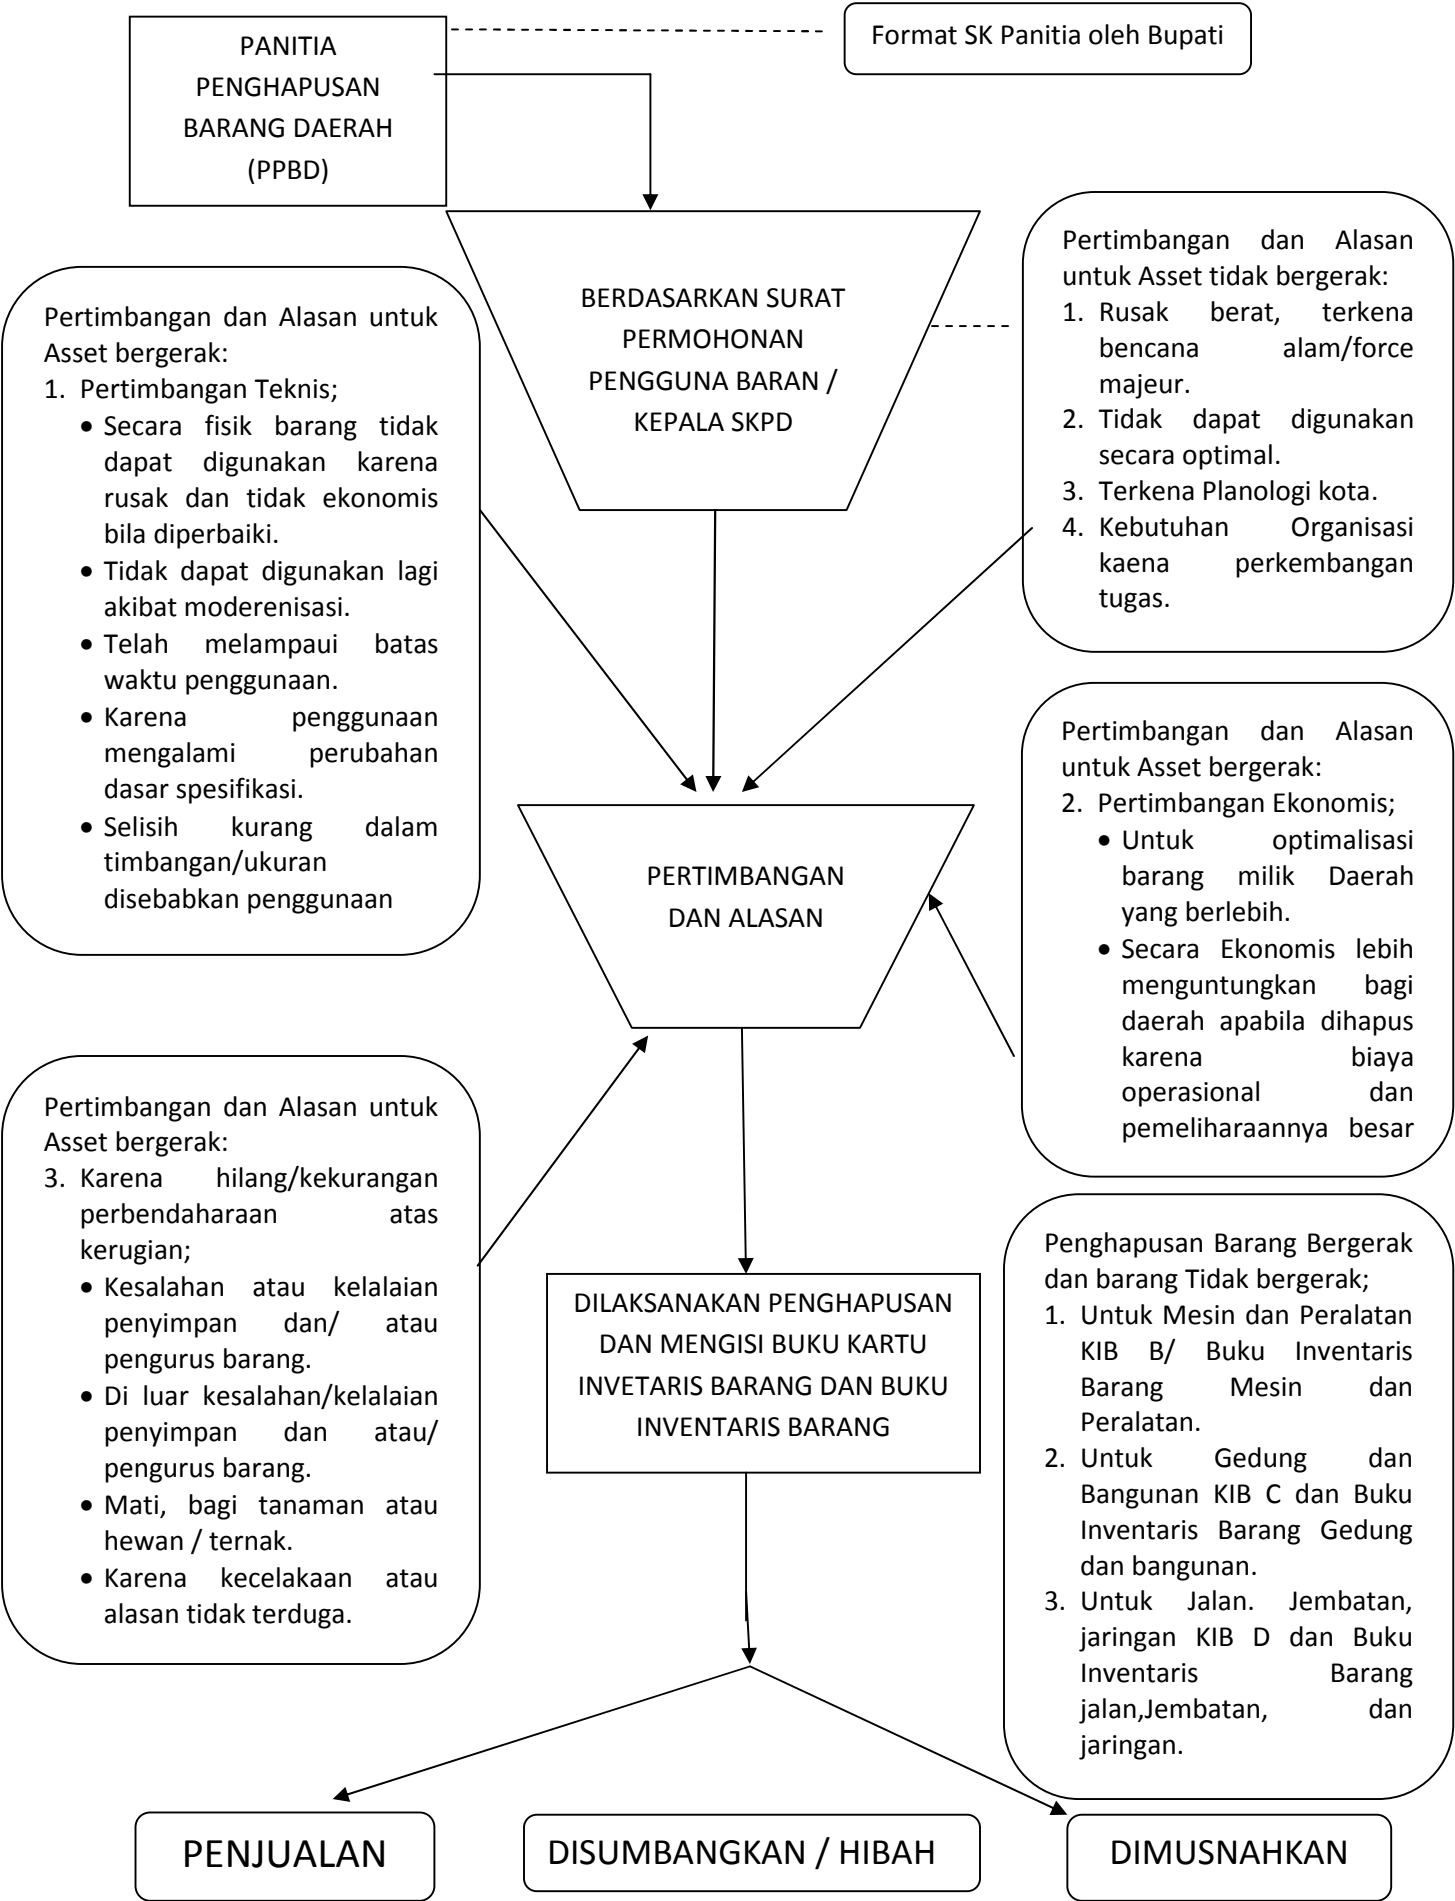 PANITIA
PENGHAPUSAN
BARANG DAERAH
(PPBD)
Format SK Panitia oleh Bupati
BERDASARKAN SURAT
PERMOHONAN
PENGGUNA BARAN /
KEPALA SKPD
Pertimbangan dan Alasan
untuk Asset tidak bergerak:
1. Rusak berat, terkena
bencana alam/force
majeur.
2. Tidak dapat digunakan
secara optimal.
3. Terkena Planologi kota.
4. Kebutuhan Organisasi
kaena perkembangan
tugas.
Pertimbangan dan Alasan untuk
Asset bergerak:
1. Pertimbangan Teknis;
• Secara fisik barang tidak
dapat digunakan karena
rusak dan tidak ekonomis
bila diperbaiki.
• Tidak dapat digunakan lagi
akibat moderenisasi.
• Telah melampaui batas
waktu penggunaan.
• Karena penggunaan
mengalami perubahan
dasar spesifikasi.
• Selisih kurang dalam
timbangan/ukuran
disebabkan penggunaan
Pertimbangan dan Alasan
untuk Asset bergerak:
2. Pertimbangan Ekonomis;
• Untuk optimalisasi
barang milik Daerah
yang berlebih.
• Secara Ekonomis lebih
menguntungkan bagi
daerah apabila dihapus
karena biaya
operasional dan
pemeliharaannya besar
PERTIMBANGAN
DAN ALASAN
Pertimbangan dan Alasan untuk
Asset bergerak:
3. Karena hilang/kekurangan
perbendaharaan atas
kerugian;
• Kesalahan atau kelalaian
penyimpan dan/ atau
pengurus barang.
• Di luar kesalahan/kelalaian
penyimpan dan atau/
pengurus barang.
• Mati, bagi tanaman atau
hewan / ternak.
• Karena kecelakaan atau
alasan tidak terduga.
DILAKSANAKAN PENGHAPUSAN
DAN MENGISI BUKU KARTU
INVETARIS BARANG DAN BUKU
INVENTARIS BARANG
Penghapusan Barang Bergerak
dan barang Tidak bergerak;
1. Untuk Mesin dan Peralatan
KIB B/ Buku Inventaris
Barang Mesin dan
Peralatan.
2. Untuk Gedung dan
Bangunan KIB C dan Buku
Inventaris Barang Gedung
dan bangunan.
3. Untuk Jalan. Jembatan,
jaringan KIB D dan Buku
Inventaris Barang
jalan,Jembatan, dan
jaringan.
PENJUALAN
DISUMBANGKAN / HIBAH
DIMUSNAHKAN